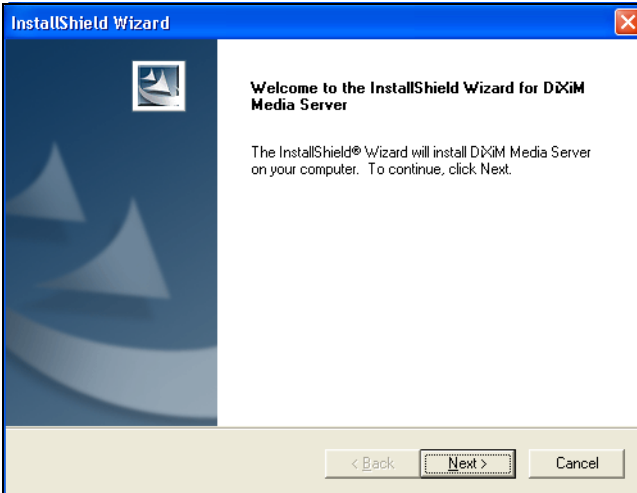 InstallShield Wizard
Welcome to the InstallShield Wizard for DiXiM
Media Server
The InstallShield® Wizard will install DiXiM Media Server
on your computer.  To continue, click Next.
< Back
Next >
Cancel